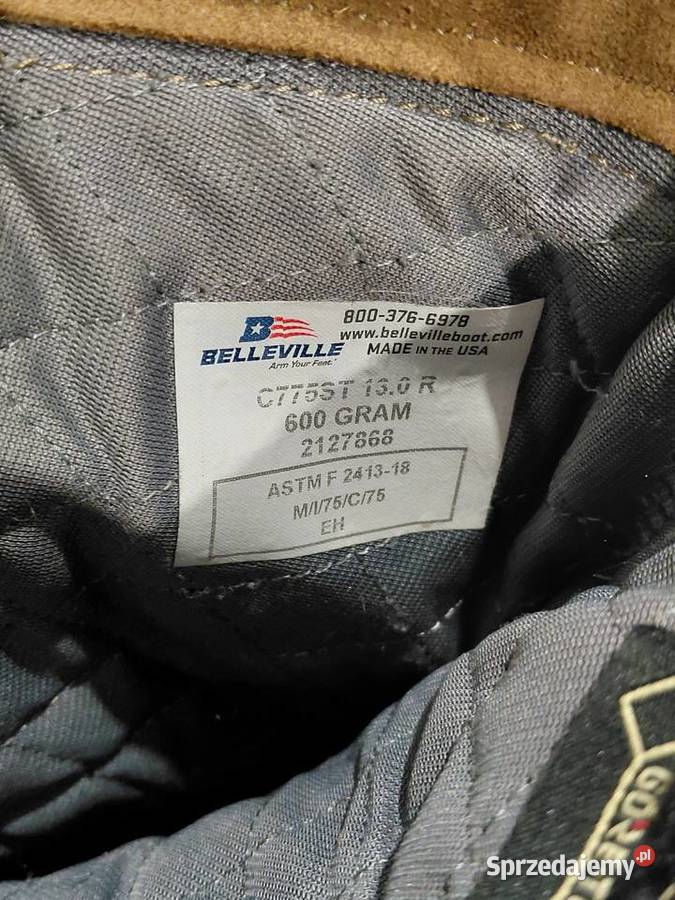 800-376-6978
www.bellevilleboot.com
BELLEVILLE MADE IN THE USA
Arm Your Feet.
C775ST 13.0 R
600 GRAM
2127868
ASTM F 2413-18
M/I/75/C/75
EH
GORE-T
Sprzedajemy.pl